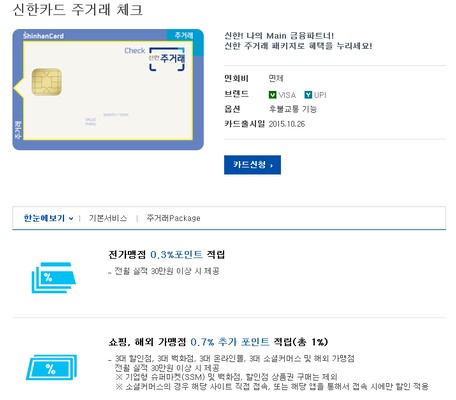 신한카드 주거래 체크
ShinhanCard
주거래
Check
신한 주거래
주거래
신한! 나의 Main 금융파트너!
신한 주거래 패키지로 혜택을 누리세요!
연회비 면제
브랜드 VISA UPI
옵션 후불교통 기능
카드출시일 2015.10.26
카드신청
한눈에보기 기본서비스 주거래Package
전가맹점 0.3%포인트 적립
- 전월 실적 30만원 이상 시 제공
%
쇼핑, 해외 가맹점 0.7% 추가 포인트 적립(총 1%)
- 3대 할인점, 3대 백화점, 3대 온라인몰, 3대 소셜커머스 및 해외 가맹점
전월 실적 30만원 이상 시 제공
%
※ 기업형 슈퍼마켓(SSM) 및 백화점, 할인점 상품권 구매는 제외
※ 소셜커머스의 경우 해당 사이트 직접 접속, 또는 해당 앱을 통해서 접속 시에만 할인 적용